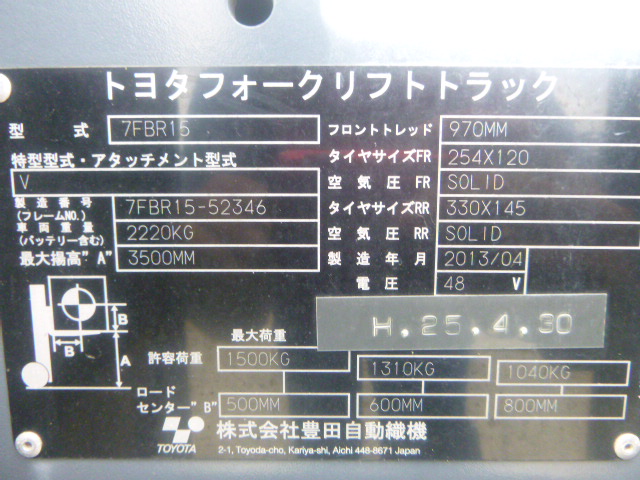 トヨタフォークリフトトラック
型式 7FBR15 フロントトレッド 970MM
特型型式・アタッチメント型式 タイヤサイズFR 254X120
V 空気圧 FR SOLID
製造番号 (フレームNO.) 7FBR15-52346 タイヤサイズRR 330X145
車両重量 (バッテリー含む) 2220KG 空気圧 RR SOLID
最大揚高"A" 3500MM 製造年月 2013/04
電圧 48 V
H.25.4.30
B
B
A
最大荷重
許容荷重 1500KG 1310KG 1040KG
ロードセンター"B" 500MM 600MM 800MM
TOYOTA 株式会社豊田自動織機
2-1, Toyoda-cho, Kariya-shi, Aichi 448-8671 Japan